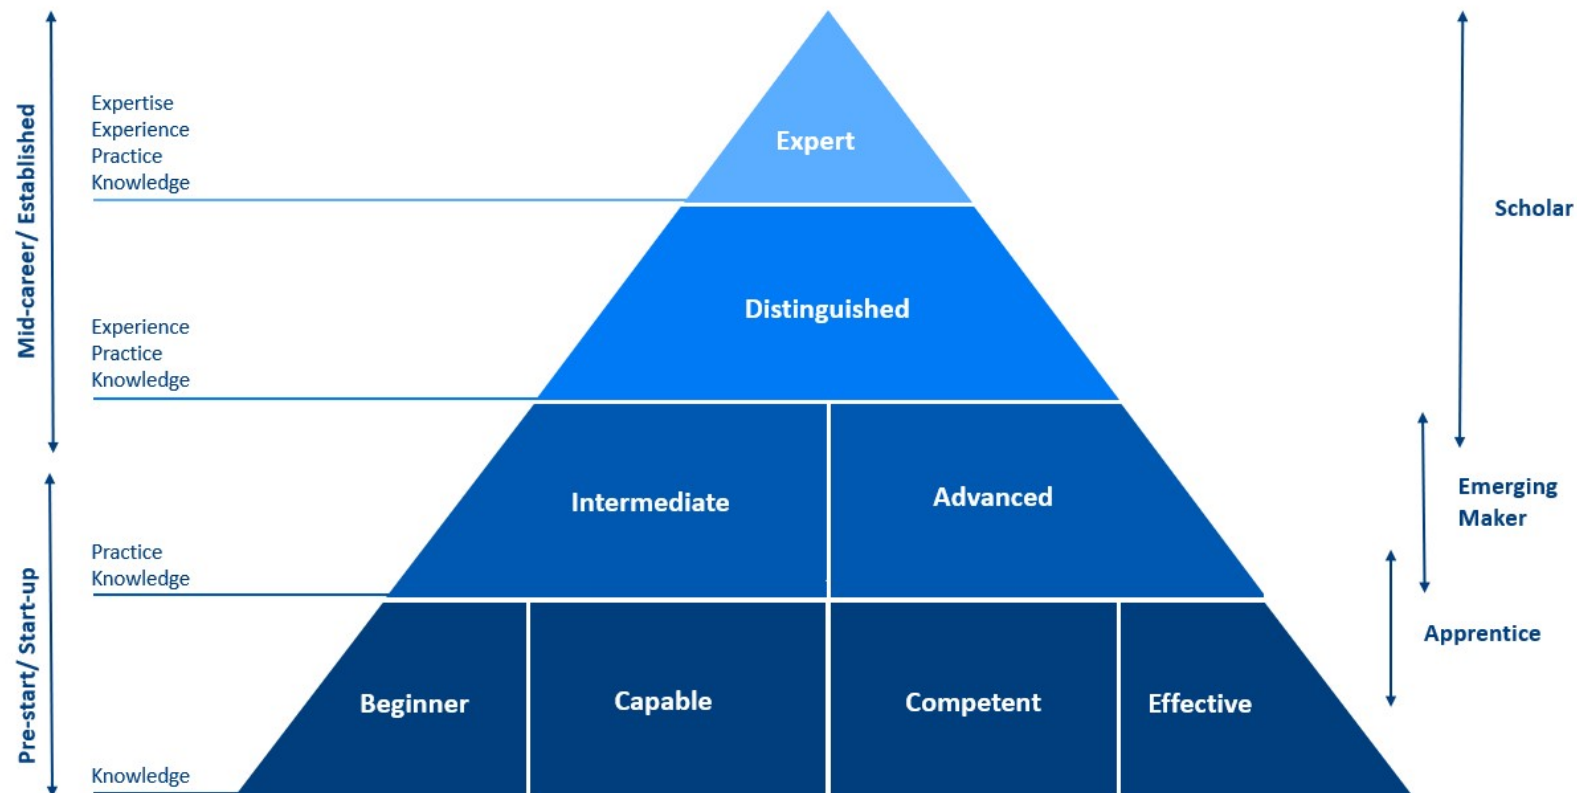 Mid-career/ Established
Expertise
Experience
Practice
Knowledge
Expert
Scholar
Experience
Practice
Knowledge
Distinguished
Intermediate
Advanced
Emerging
Maker
Pre-start/ Start-up
Practice
Knowledge
Apprentice
Beginner
Capable
Competent
Effective
Knowledge